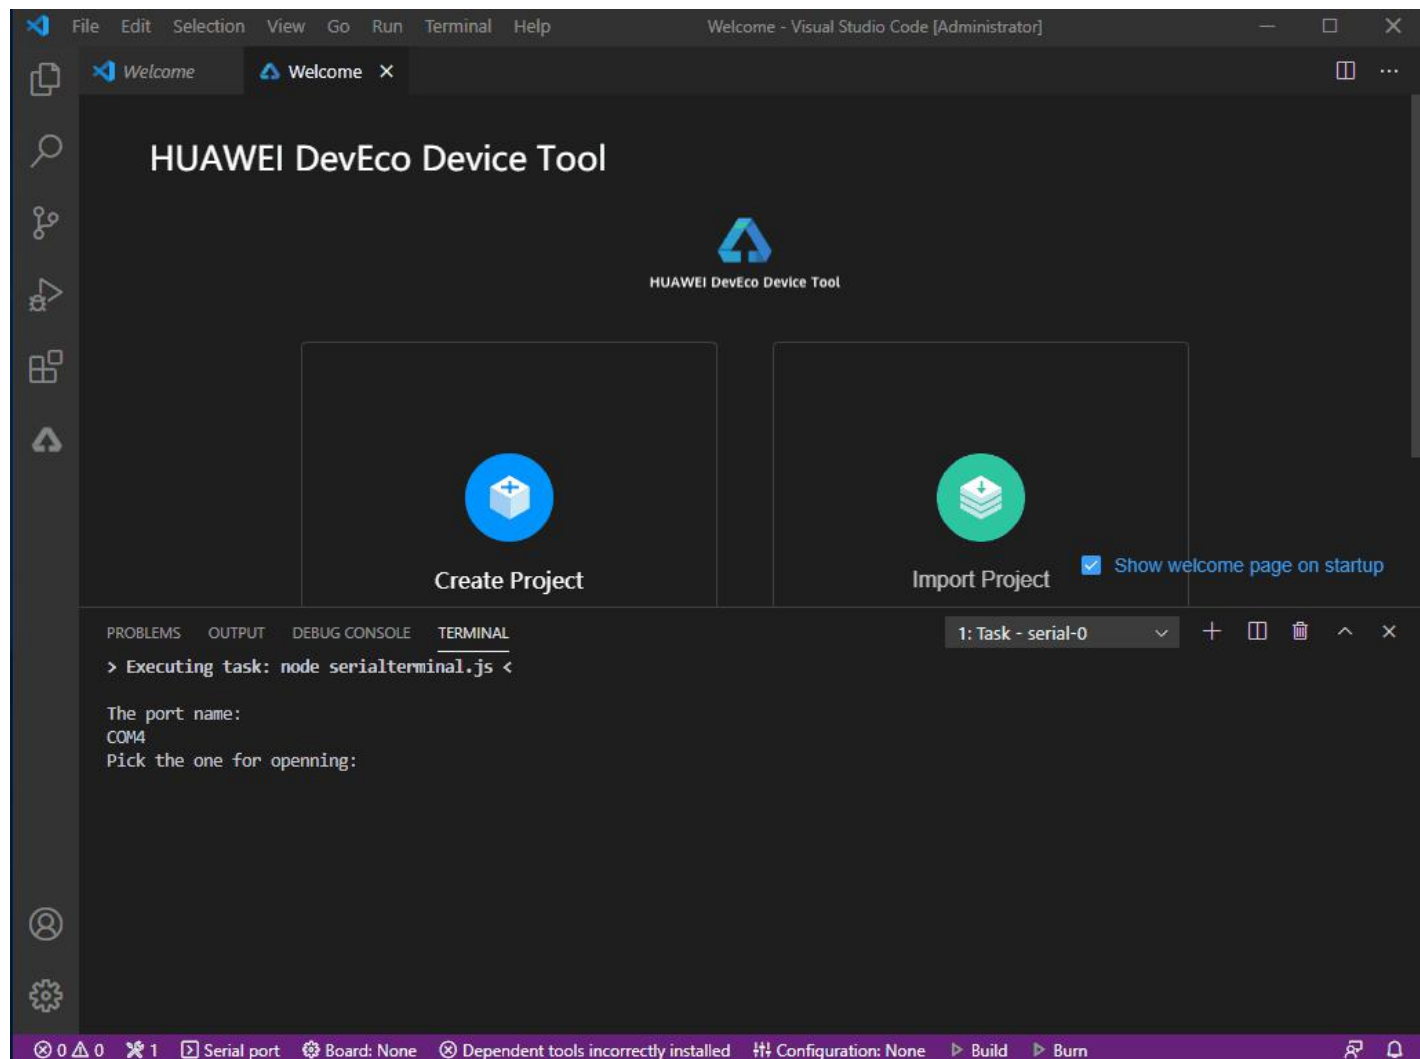 File Edit Selection View Go Run Terminal Help Welcome - Visual Studio Code [Administrator]
Welcome Welcome
HUAWEI DevEco Device Tool
HUAWEI DevEco Device Tool
Create Project
Import Project
Show welcome page on startup
PROBLEMS OUTPUT DEBUG CONSOLE TERMINAL 1: Task - serial-0
> Executing task: node serialterminal.js <
The port name:
COM4
Pick the one for openning:
0 0 1 Serial port Board: None Dependent tools incorrectly installed Configuration: None Build Burn